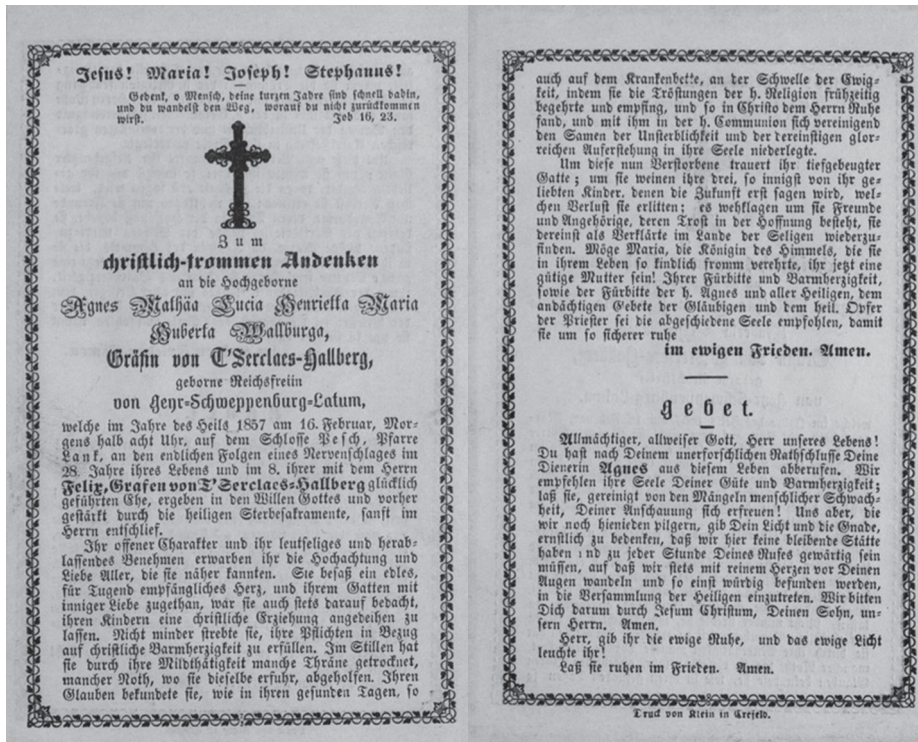 Jesus! Maria! Joseph! Stephanus!
Gedenk, o Mensch, deine kurzen Jahre sind schnell dahin,
und du wandelst den Weg, worauf du nicht zurückkommen
wirst. Job 16, 23.
Zum
christlich-frommen Andenken
an die Hochgeborne
Agnes Mathäa Lucia Henrietta Maria
Huberta Wallburga,
Gräfin von T'Serclaes-Hallberg,
geborne Reichsfreiin
von Heyr-Schweppenburg-Latum,
welche im Jahre des Heils 1857 am 16. Februar, Mor-
gens halb acht Uhr, auf dem Schlosse Pesch, Pfarre
Lank, an den endlichen Folgen eines Nervenschlages im
28. Jahre ihres Lebens und im 8. ihrer mit dem Herrn
Felix, Grafen von T'Serclaes-Hallberg glücklich
geführten Ehe, ergeben in den Willen Gottes und vorher
gestärkt durch die heiligen Sterbesakramente, sanft im
Herrn entschlief.
Ihr offener Charakter und ihr leutseliges und herab-
lassendes Benehmen erwarben ihr die Hochachtung und
Liebe Aller, die sie näher kannten. Sie besaß ein edles,
für Tugend empfängliches Herz, und ihrem Gatten mit
inniger Liebe zugethan, war sie auch stets darauf bedacht,
ihren Kindern eine christliche Erziehung angedeihen zu
lassen. Nicht minder strebte sie, ihre Pflichten in Bezug
auf christliche Barmherzigkeit zu erfüllen. Im Stillen hat
sie durch ihre Mildthätigkeit manche Thräne getrocknet,
mancher Noth, wo sie dieselbe erfuhr, abgeholfen. Ihren
Glauben bekundete sie, wie in ihren gesunden Tagen, so
auch auf dem Krankenbette, an der Schwelle der Ewig-
keit, indem sie die Tröstungen der h. Religion frühzeitig
begehrte und empfing, und so in Christo dem Herrn Ruhe
fand, und mit ihm in der h. Communion sich vereinigend
den Samen der Unsterblichkeit und der dereinstigen glor-
reichen Auferstehung in ihre Seele niederlegte.
Um diese nun Verstorbene trauert ihr tiefgebeugter
Gatte; um sie weinen ihre drei, so innigst von ihr ge-
liebten Kinder, denen die Zukunft erst sagen wird, wel-
chen Verlust sie erlitten; es wehklagen um sie Freunde
und Angehörige, deren Trost in der Hoffnung besteht, sie
dereinst als Verklärte im Lande der Seligen wiederzu-
finden. Möge Maria, die Königin des Himmels, die sie
in ihrem Leben so kindlich fromm verehrte, ihr jetzt eine
gütige Mutter sein! Ihrer Fürbitte und Barmherzigkeit,
sowie der Fürbitte der h. Agnes und aller Heiligen, dem
andächtigen Gebete der Gläubigen und dem heil. Opfer
der Priester sei die abgeschiedene Seele empfohlen, damit
sie um so sicherer ruhe
im ewigen Frieden. Amen.
Gebet.
Allmächtiger, allweiser Gott, Herr unseres Lebens!
Du hast nach Deinem unerforschlichen Rathschlusse Deine
Dienerin Agnes aus diesem Leben abberufen. Wir
empfehlen ihre Seele Deiner Güte und Barmherzigkeit;
laß sie, gereinigt von den Mängeln menschlicher Schwach-
heit, Deiner Anschauung sich erfreuen! Uns aber, die
wir noch hienieden pilgern, gib Dein Licht und die Gnade,
ernstlich zu bedenken, daß wir hier keine bleibende Stätte
haben und zu jeder Stunde Deines Rufes gewärtig sein
müssen, auf daß wir stets mit reinem Herzen vor Deinen
Augen wandeln und so einst würdig befunden werden,
in die Versammlung der Heiligen einzutreten. Wir bitten
Dich darum durch Jesum Christum, Deinen Sohn, un-
sern Herrn. Amen.
Herr, gib ihr die ewige Ruhe, und das ewige Licht
leuchte ihr!
Laß sie ruhen im Frieden. Amen.
Druck von Klein in Crefeld.